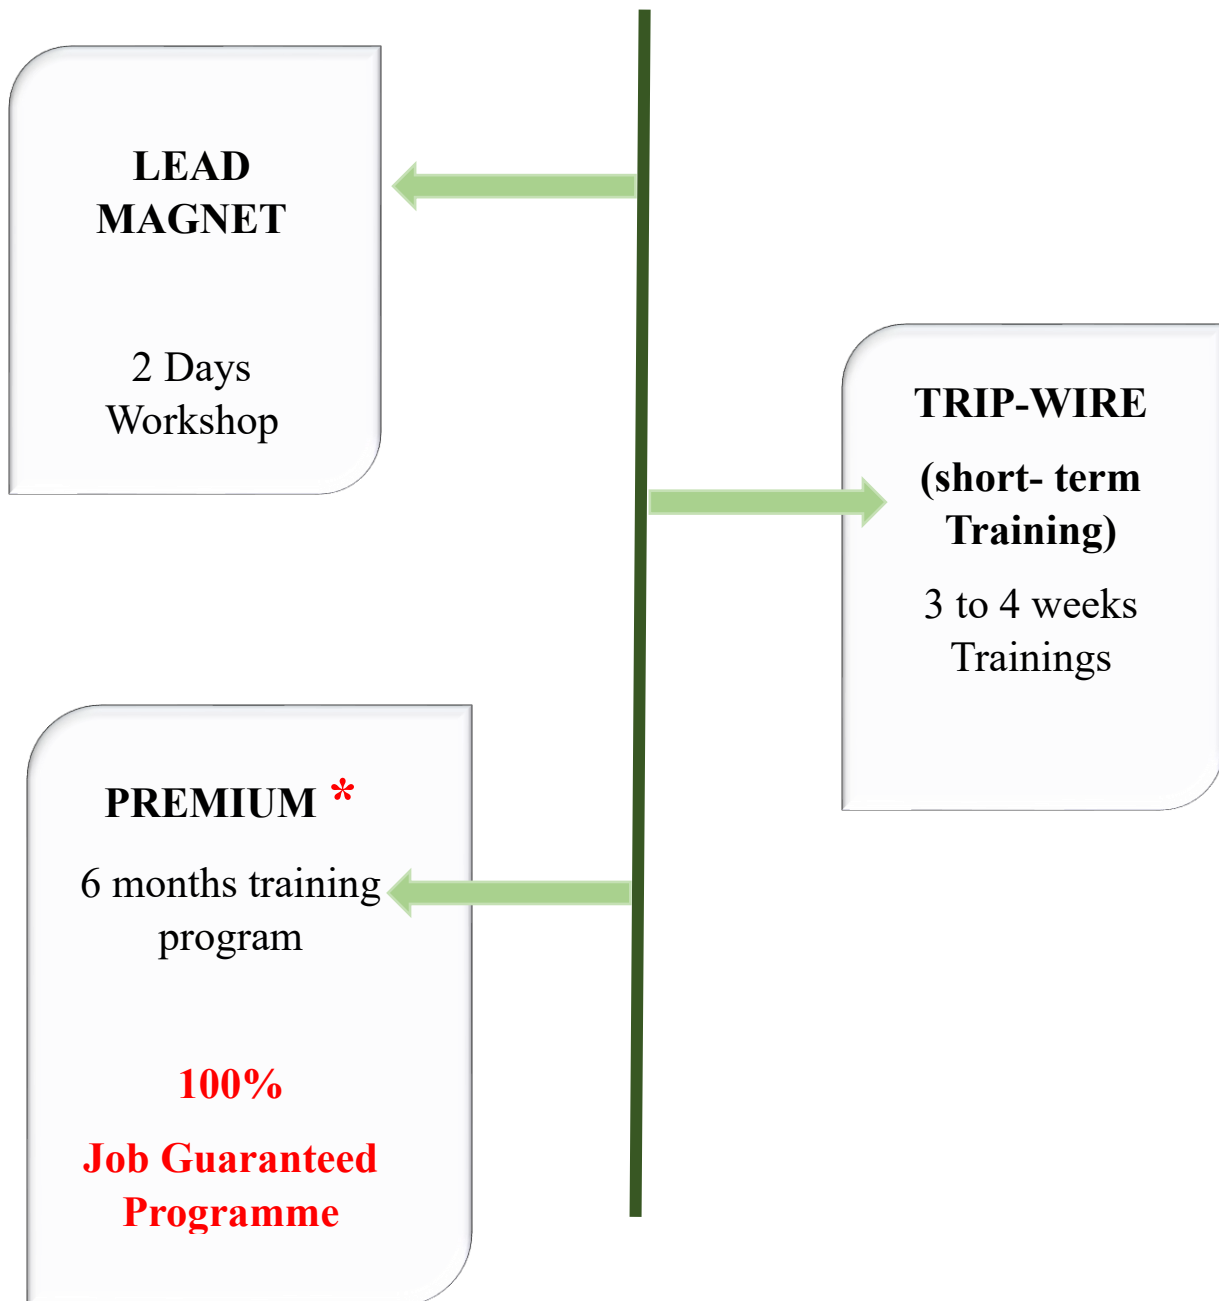 LEAD
MAGNET
2 Days
Workshop
TRIP-WIRE
(short- term
Training)
3 to 4 weeks
Trainings
PREMIUM *
6 months training
program
100%
Job Guaranteed
Programme